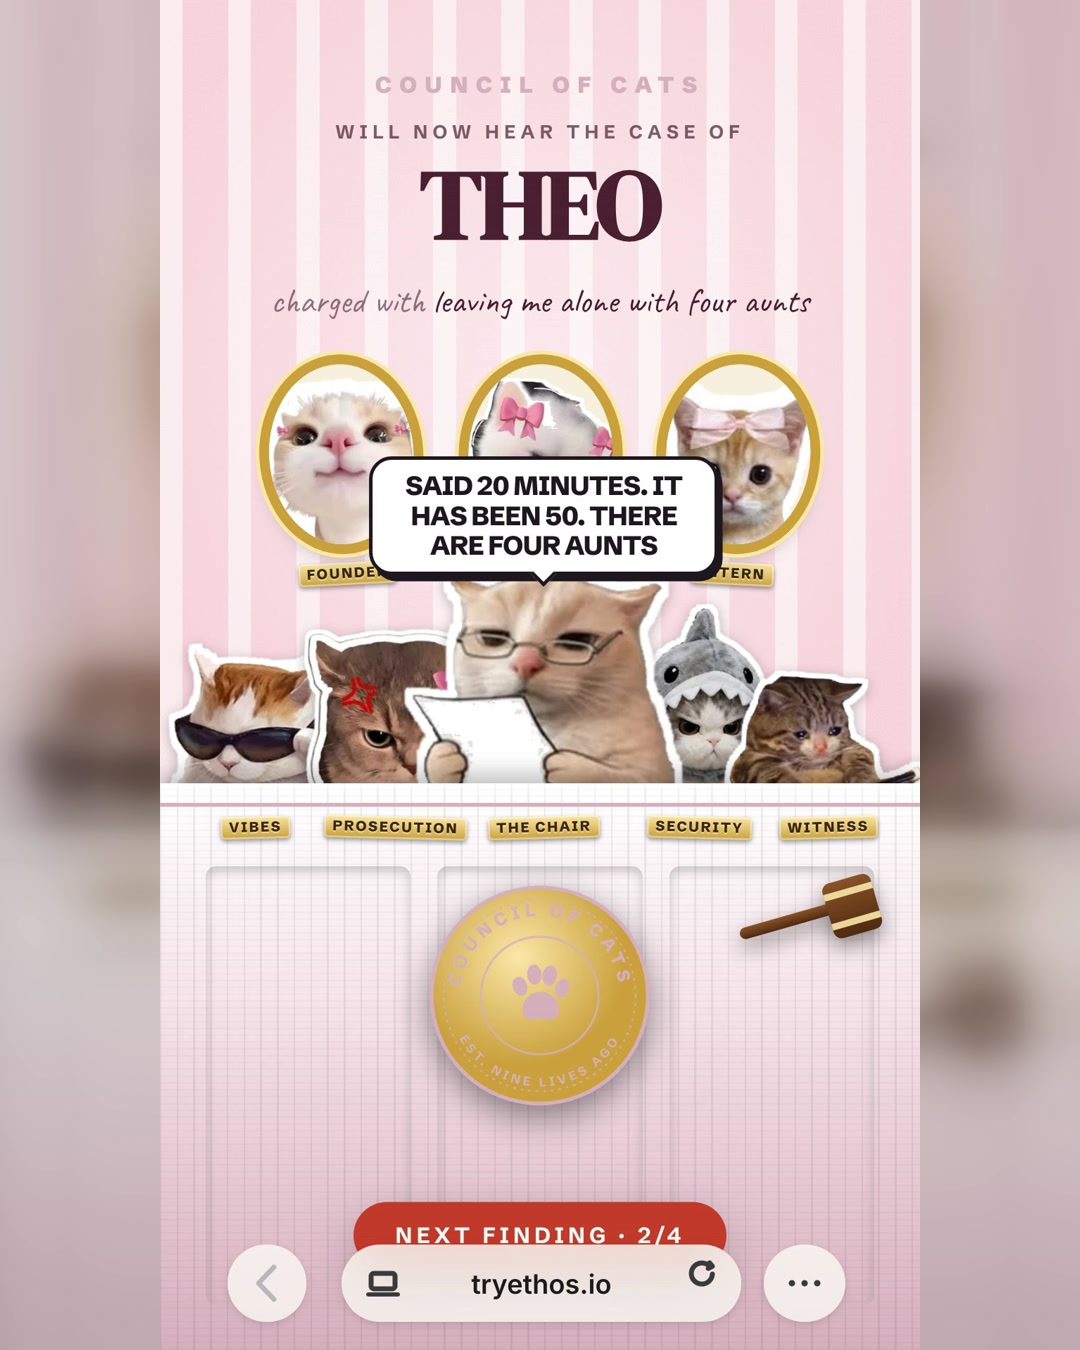 COUNCIL OF CATS
WILL NOW HEAR THE CASE OF
THEO
charged with leaving me alone with four aunts
SAID 20 MINUTES. IT
HAS BEEN 50. THERE
ARE FOUR AUNTS
VIBES
PROSECUTION
THE CHAIR
SECURITY
WITNESS
COUNCIL OF CATS
EST. NINE LIVES AGO
NEXT FINDING · 2/4
tryethos.io